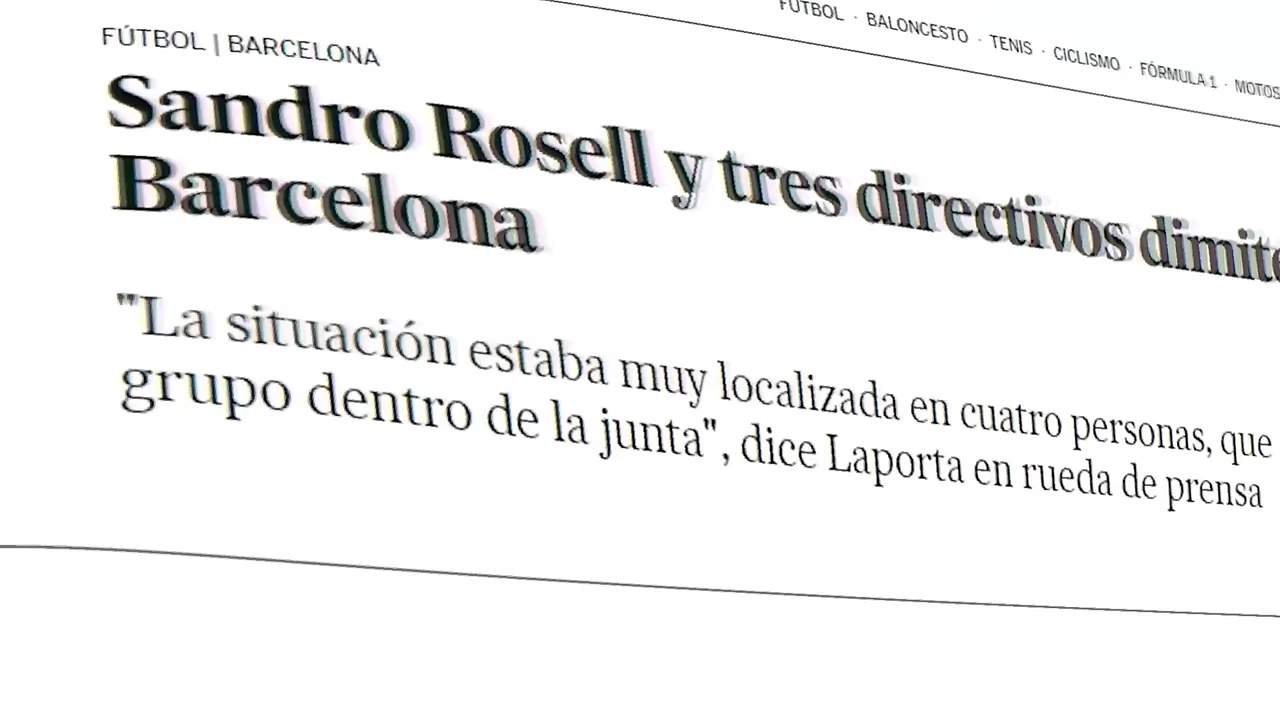 FÚTBOL · BALONCESTO · TENIS · CICLISMO · FÓRMULA 1 · MOTOS
FÚTBOL | BARCELONA
Sandro Rosell y tres directivos
Barcelona
"La situación estaba muy localizada en cuatro personas, que
grupo dentro de la junta", dice Laporta en rueda de prensa